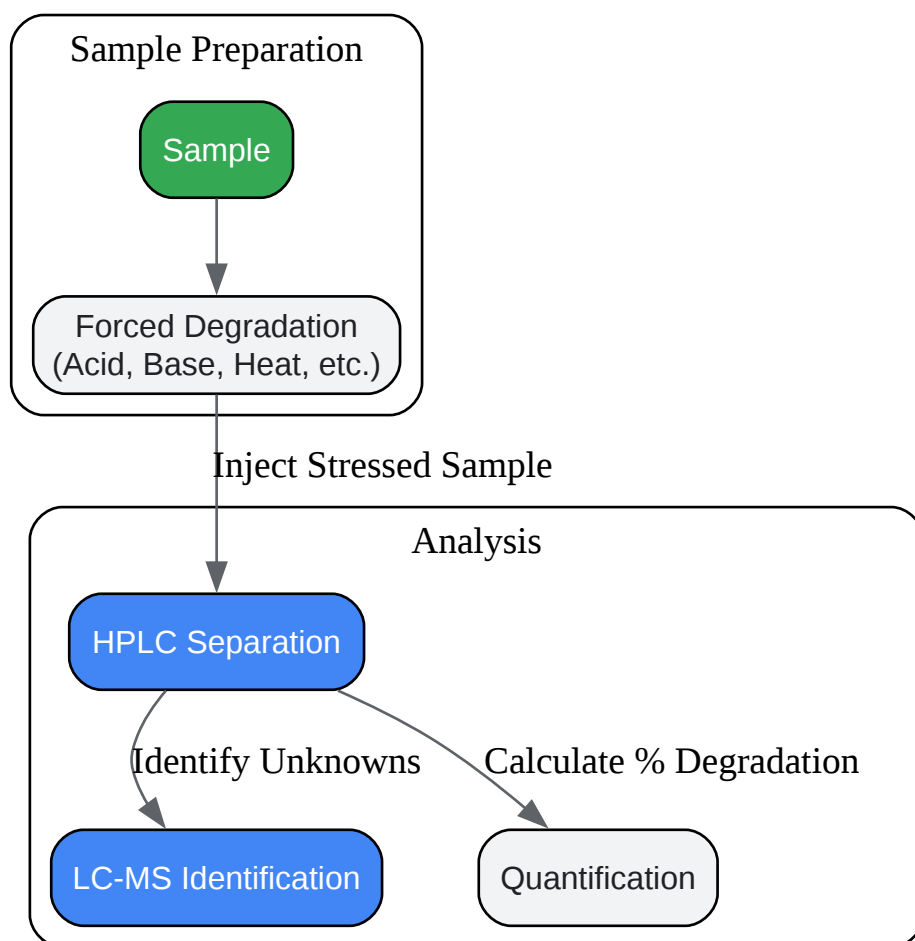 Sample Preparation
Sample
Forced Degradation
(Acid, Base, Heat, etc.)
Inject Stressed Sample
Analysis
HPLC Separation
Identify Unknowns
Calculate % Degradation
LC-MS Identification
Quantification